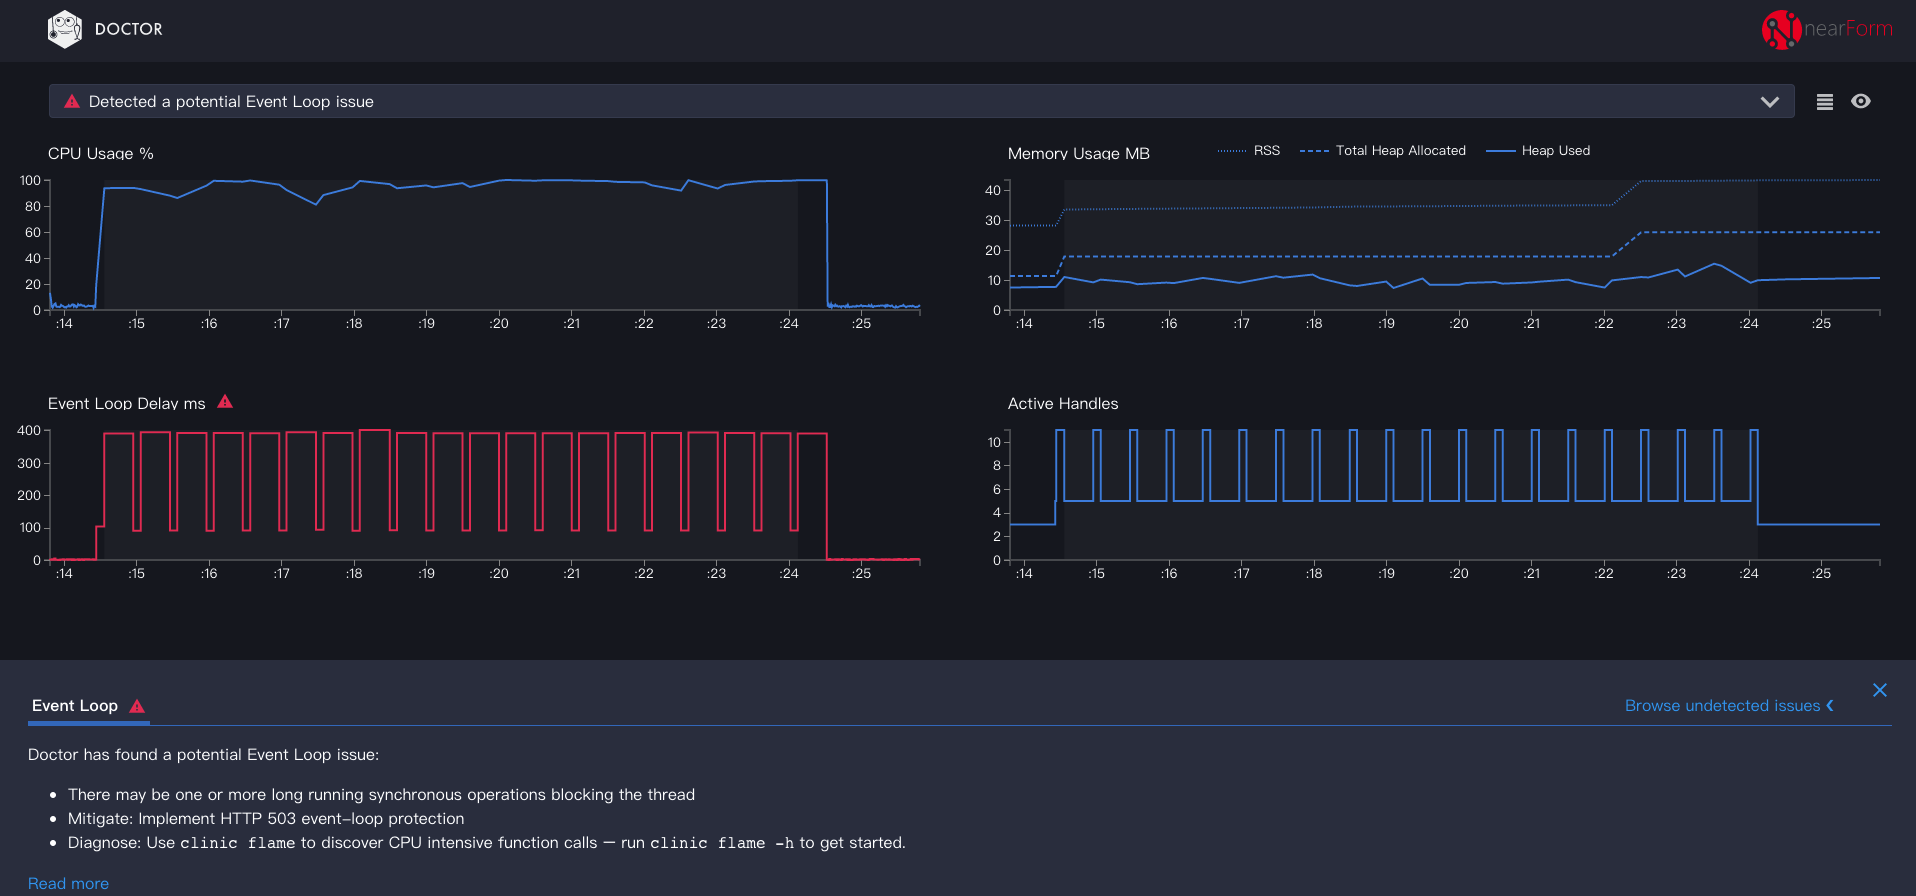 DOCTOR
nearForm
Detected a potential Event Loop issue
CPU Usage %
100
80
60
40
20
0
:14 :15 :16 :17 :18 :19 :20 :21 :22 :23 :24 :25
Memory Usage MB
RSS Total Heap Allocated Heap Used
40
30
20
10
0
:14 :15 :16 :17 :18 :19 :20 :21 :22 :23 :24 :25
Event Loop Delay ms
400
300
200
100
0
:14 :15 :16 :17 :18 :19 :20 :21 :22 :23 :24 :25
Active Handles
10
8
6
4
2
0
:14 :15 :16 :17 :18 :19 :20 :21 :22 :23 :24 :25
Event Loop
Browse undetected issues
Doctor has found a potential Event Loop issue:
• There may be one or more long running synchronous operations blocking the thread
• Mitigate: Implement HTTP 503 event-loop protection
• Diagnose: Use clinic flame to discover CPU intensive function calls – run clinic flame -h to get started.
Read more